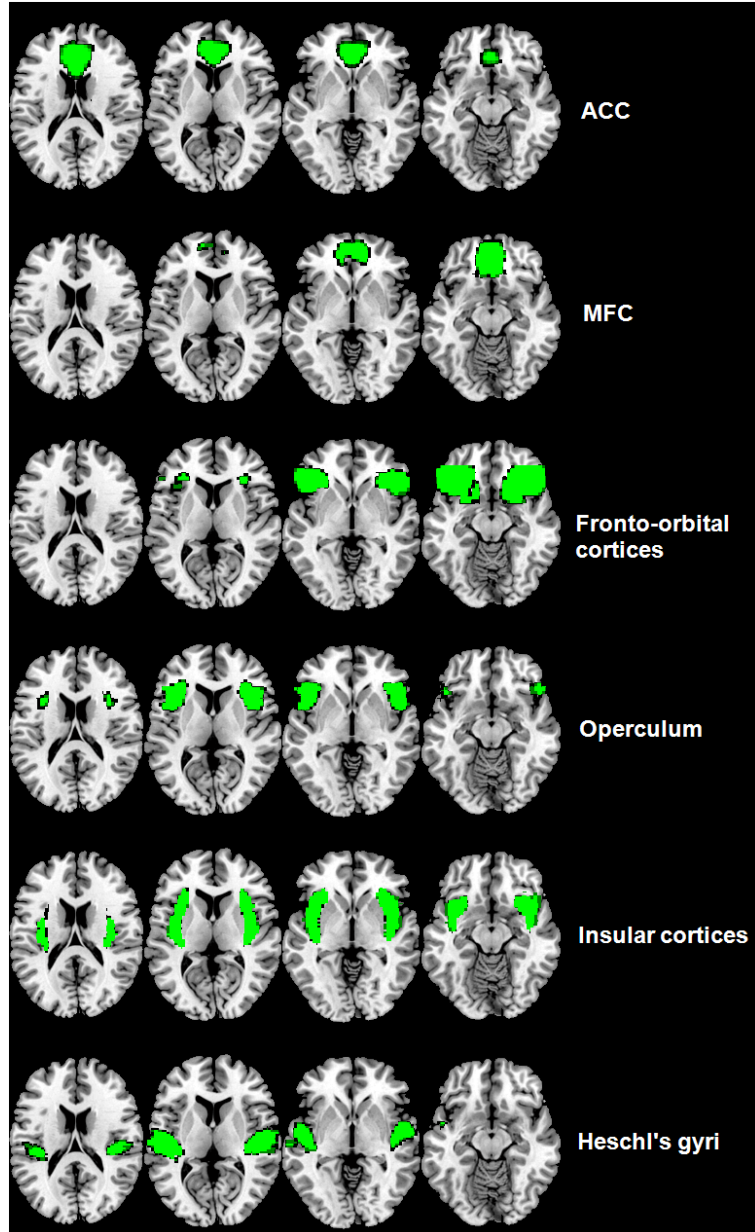 ACC
MFC
Fronto-orbital
cortices
Operculum
Insular cortices
Heschl's gyri